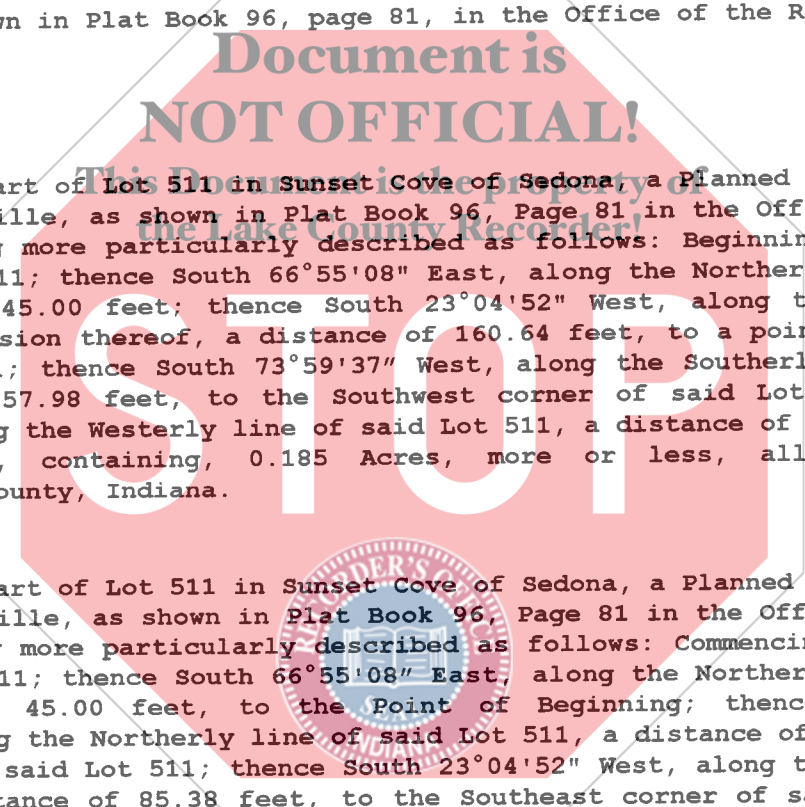 wn in Plat Book 96, page 81, in the Office of the R
Document is
NOT OFFICIAL!
This Document is the property of
the Lake County Recorder!
STOP
art of Lot 511 in Sunset Cove of Sedona, a Planned
ille, as shown in Plat Book 96, Page 81 in the Off
g more particularly described as follows: Beginnin
11; thence South 66°55'08" East, along the Norther
45.00 feet; thence South 23°04'52" West, along t
sion thereof, a distance of 160.64 feet, to a poin
.; thence South 73°59'37" West, along the Southerl
57.98 feet, to the Southwest corner of said Lot
g the Westerly line of said Lot 511, a distance of
, containing, 0.185 Acres, more or less, all
ounty, Indiana.
art of Lot 511 in Sunset Cove of Sedona, a Planned
ille, as shown in Plat Book 96, Page 81 in the Off
g more particularly described as follows: Commencin
11; thence South 66°55'08" East, along the Norther
45.00 feet, to the Point of Beginning; thenc
g the Northerly line of said Lot 511, a distance of
said Lot 511; thence South 23°04'52" West, along t
tance of 85.38 feet, to the Southeast corner of s
RECORDER'S OFFICE
SEAL
INDIANA